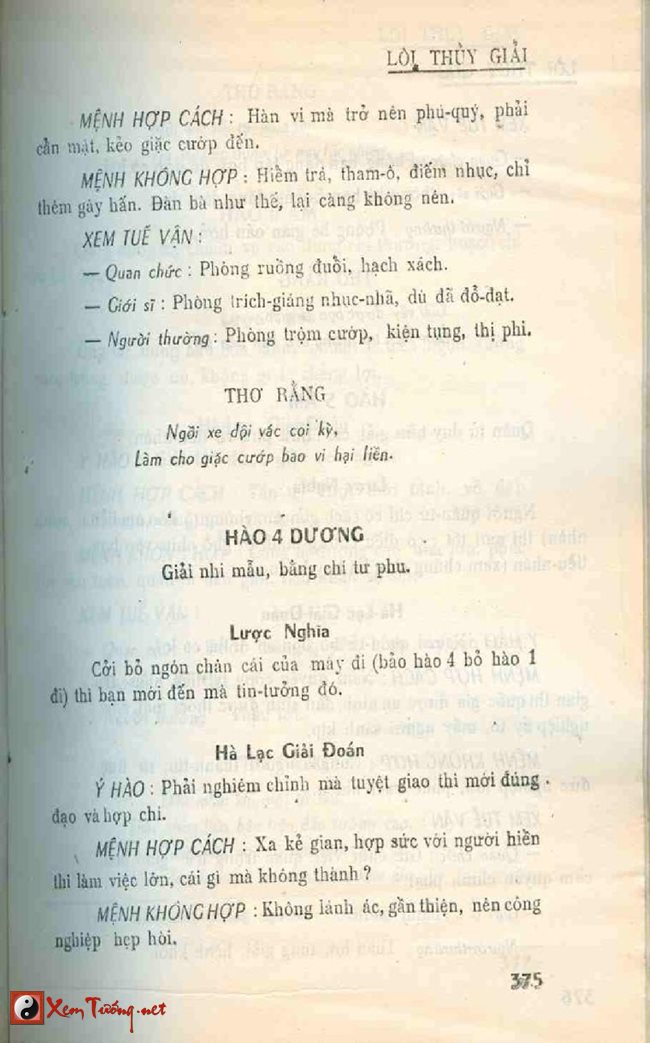 LÔI THỦY GIẢI
MỆNH HỢP CÁCH : Hàn vi mà trở nên phú-quý, phải
cẩn mật, kẻo giặc cướp đến.
MỆNH KHÔNG HỢP : Hiềm trả, tham-ô, điếm nhục, chỉ
thêm gây hấn. Đàn bà như thế, lại càng không nên.
XEM TUẾ VẬN :
— Quan chức : Phòng ruồng đuổi, hạch xách.
— Giới sĩ : Phòng trích-giáng nhục-nhã, dù đã đỗ-đạt.
— Người thường : Phòng trộm cướp, kiện tụng, thị phi.
THƠ RẰNG
Ngồi xe đội vác coi kỳ,
Làm cho giặc cướp bao vi hại liền.
HÀO 4 DƯƠNG
Giải nhi mẫu, bằng chí tư phu.
Lược Nghĩa
Cởi bỏ ngón chân cái của mày đi (bảo hào 4 bỏ hào 1
đi) thì bạn mới đến mà tin-tưởng đó.
Hà Lạc Giải Đoán
Ý HÀO : Phải nghiêm chỉnh mà tuyệt giao thì mới đúng
đạo và hợp chí.
MỆNH HỢP CÁCH : Xa kẻ gian, hợp sức với người hiền
thì làm việc lớn, cái gì mà không thành ?
MỆNH KHÔNG HỢP : Không lánh ác, gần thiện, nên công
nghiệp hẹp hòi.
375
XemTướng.net